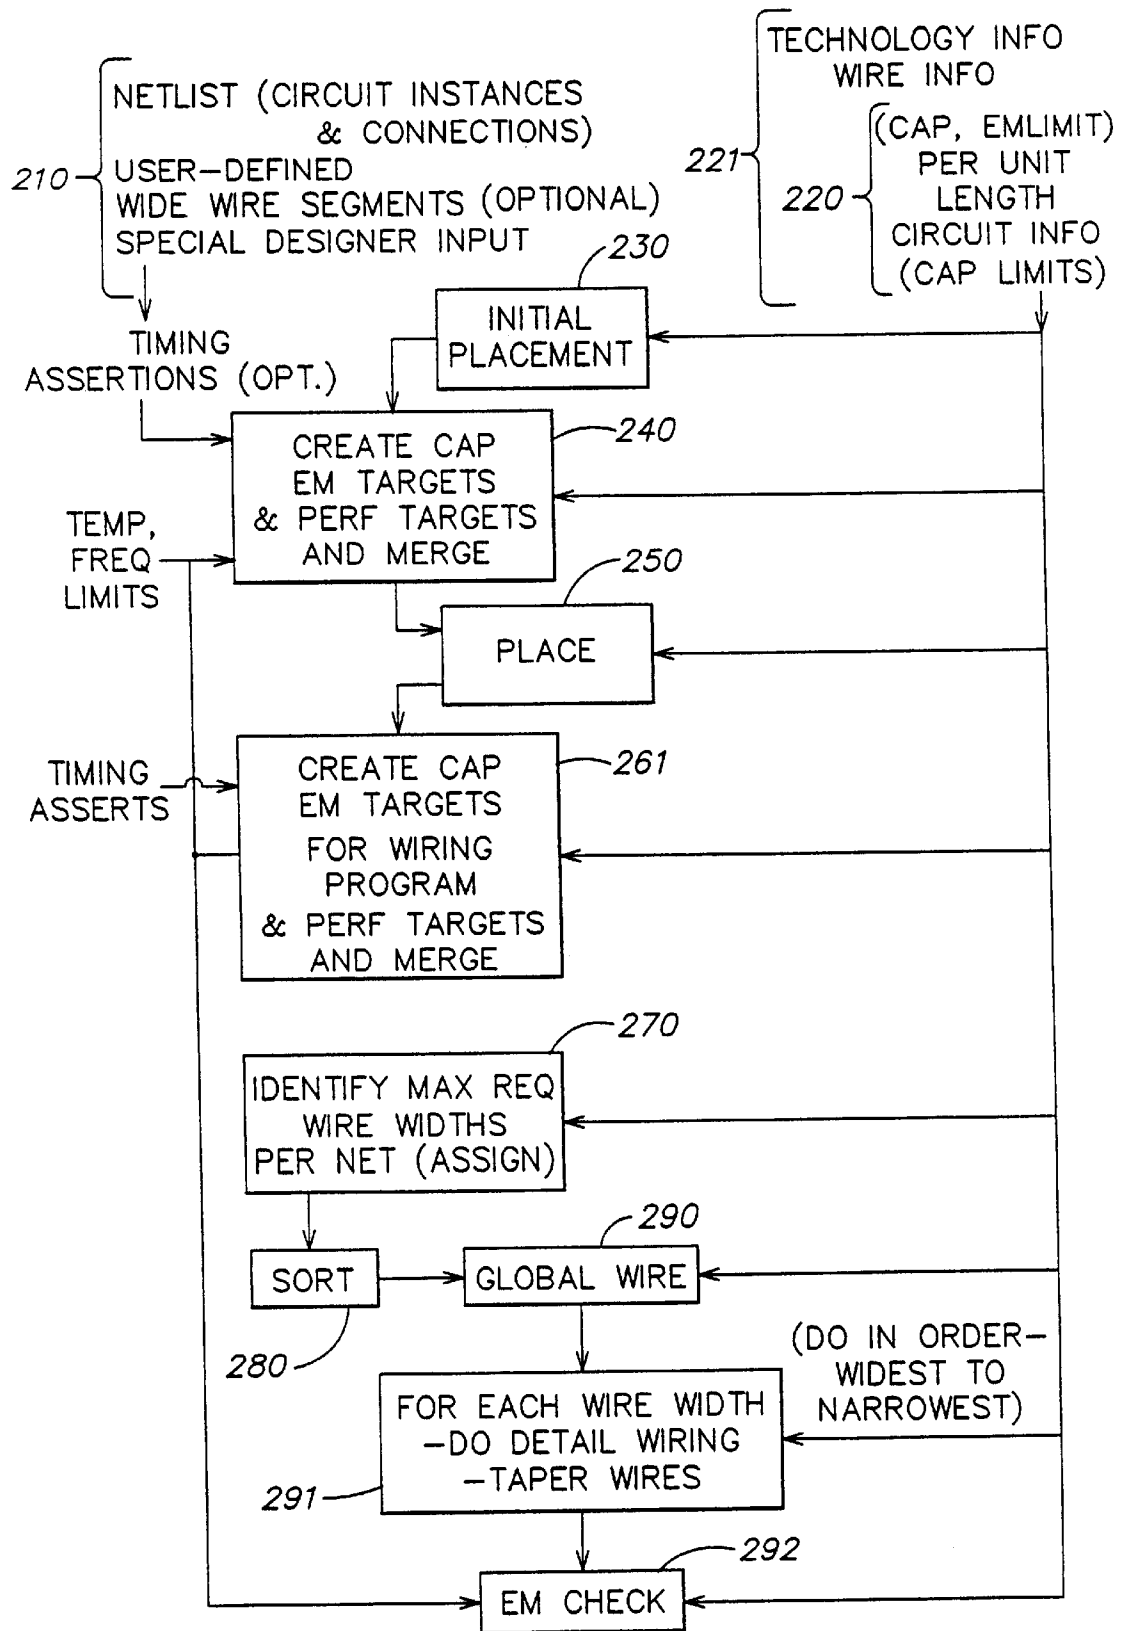 210
NETLIST (CIRCUIT INSTANCES
& CONNECTIONS)
USER-DEFINED
WIDE WIRE SEGMENTS (OPTIONAL)
SPECIAL DESIGNER INPUT
221
TECHNOLOGY INFO
WIRE INFO
220
(CAP, EMLIMIT)
PER UNIT
LENGTH
CIRCUIT INFO
(CAP LIMITS)
230
INITIAL
PLACEMENT
TIMING
ASSERTIONS (OPT.)
240
CREATE CAP
EM TARGETS
& PERF TARGETS
AND MERGE
TEMP,
FREQ
LIMITS
250
PLACE
261
TIMING
ASSERTS
CREATE CAP
EM TARGETS
FOR WIRING
PROGRAM
& PERF TARGETS
AND MERGE
270
IDENTIFY MAX REQ
WIRE WIDTHS
PER NET (ASSIGN)
290
SORT
GLOBAL WIRE
280
(DO IN ORDER-
WIDEST TO
NARROWEST)
FOR EACH WIRE WIDTH
-DO DETAIL WIRING
-TAPER WIRES
291
292
EM CHECK